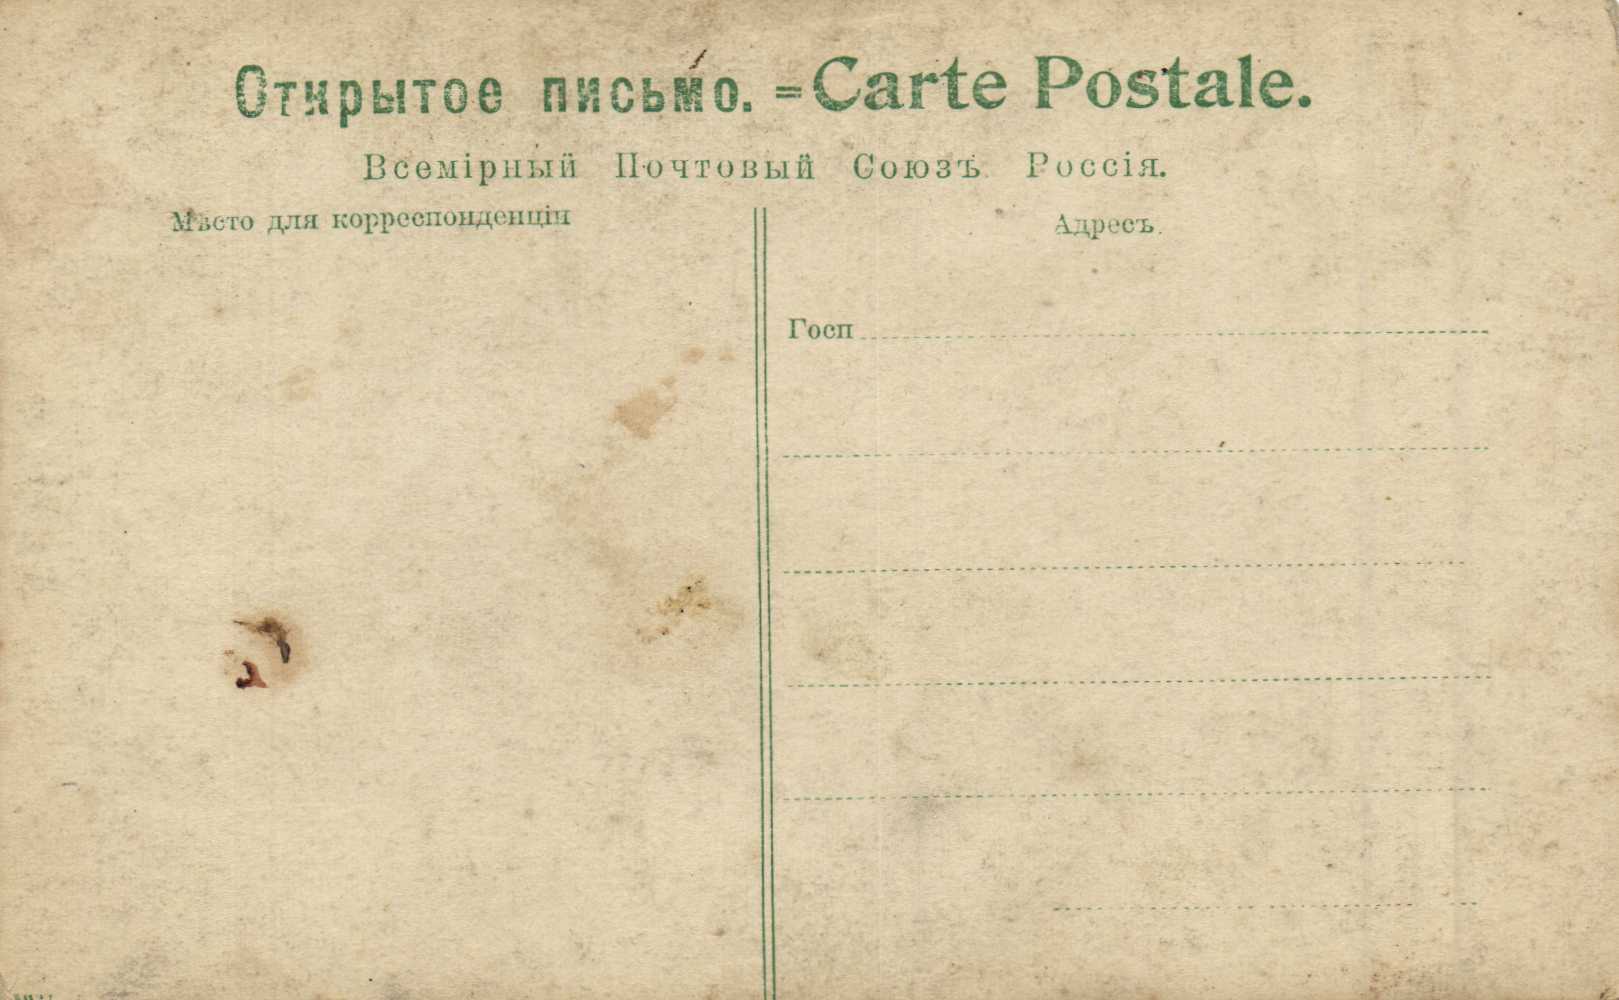 Открытое письмо. = Carte Postale.
Всемірный Почтовый Союзъ. Россія.
Мѣсто для корреспонденціи
Адресъ.
Госп